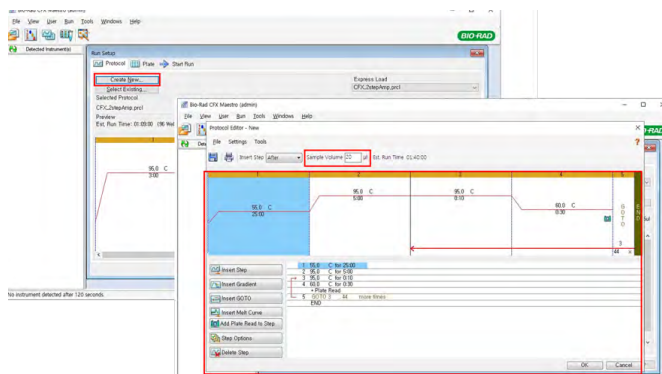 Bio-Rad CFX Maestro (admin)
File View User Run Tools Windows Help
BIO-RAD
Detected Instrument(s)
Run Setup
Protocol Plate Start Run
Create New...
Express Load
Select Existing...
CFX_2stepAmp.prcl
Selected Protocol
CFX_2stepAmp.prcl
Preview
Est. Run Time: 01:00:00 (96 Wel
1
95.0 C
3:00
No instrument detected after 120 seconds.
Bio-Rad CFX Maestro (admin)
File View User Run Tools Windows Help
Protocol Editor - New
File Settings Tools
Insert Step After Sample Volume 20 µl Est. Run Time 01:40:00
1 2 3 4 5
55.0 C
25:00
95.0 C
5:00
95.0 C
0:10
60.0 C
0:30
GOTO
END
3
44 x
Insert Step
Insert Gradient
Insert GOTO
Insert Melt Curve
Add Plate Read to Step
Step Options
Delete Step
1 55.0 C for 25:00
2 95.0 C for 5:00
3 95.0 C for 0:10
4 60.0 C for 0:30
+ Plate Read
5 GOTO 3 44 more times
END
OK Cancel